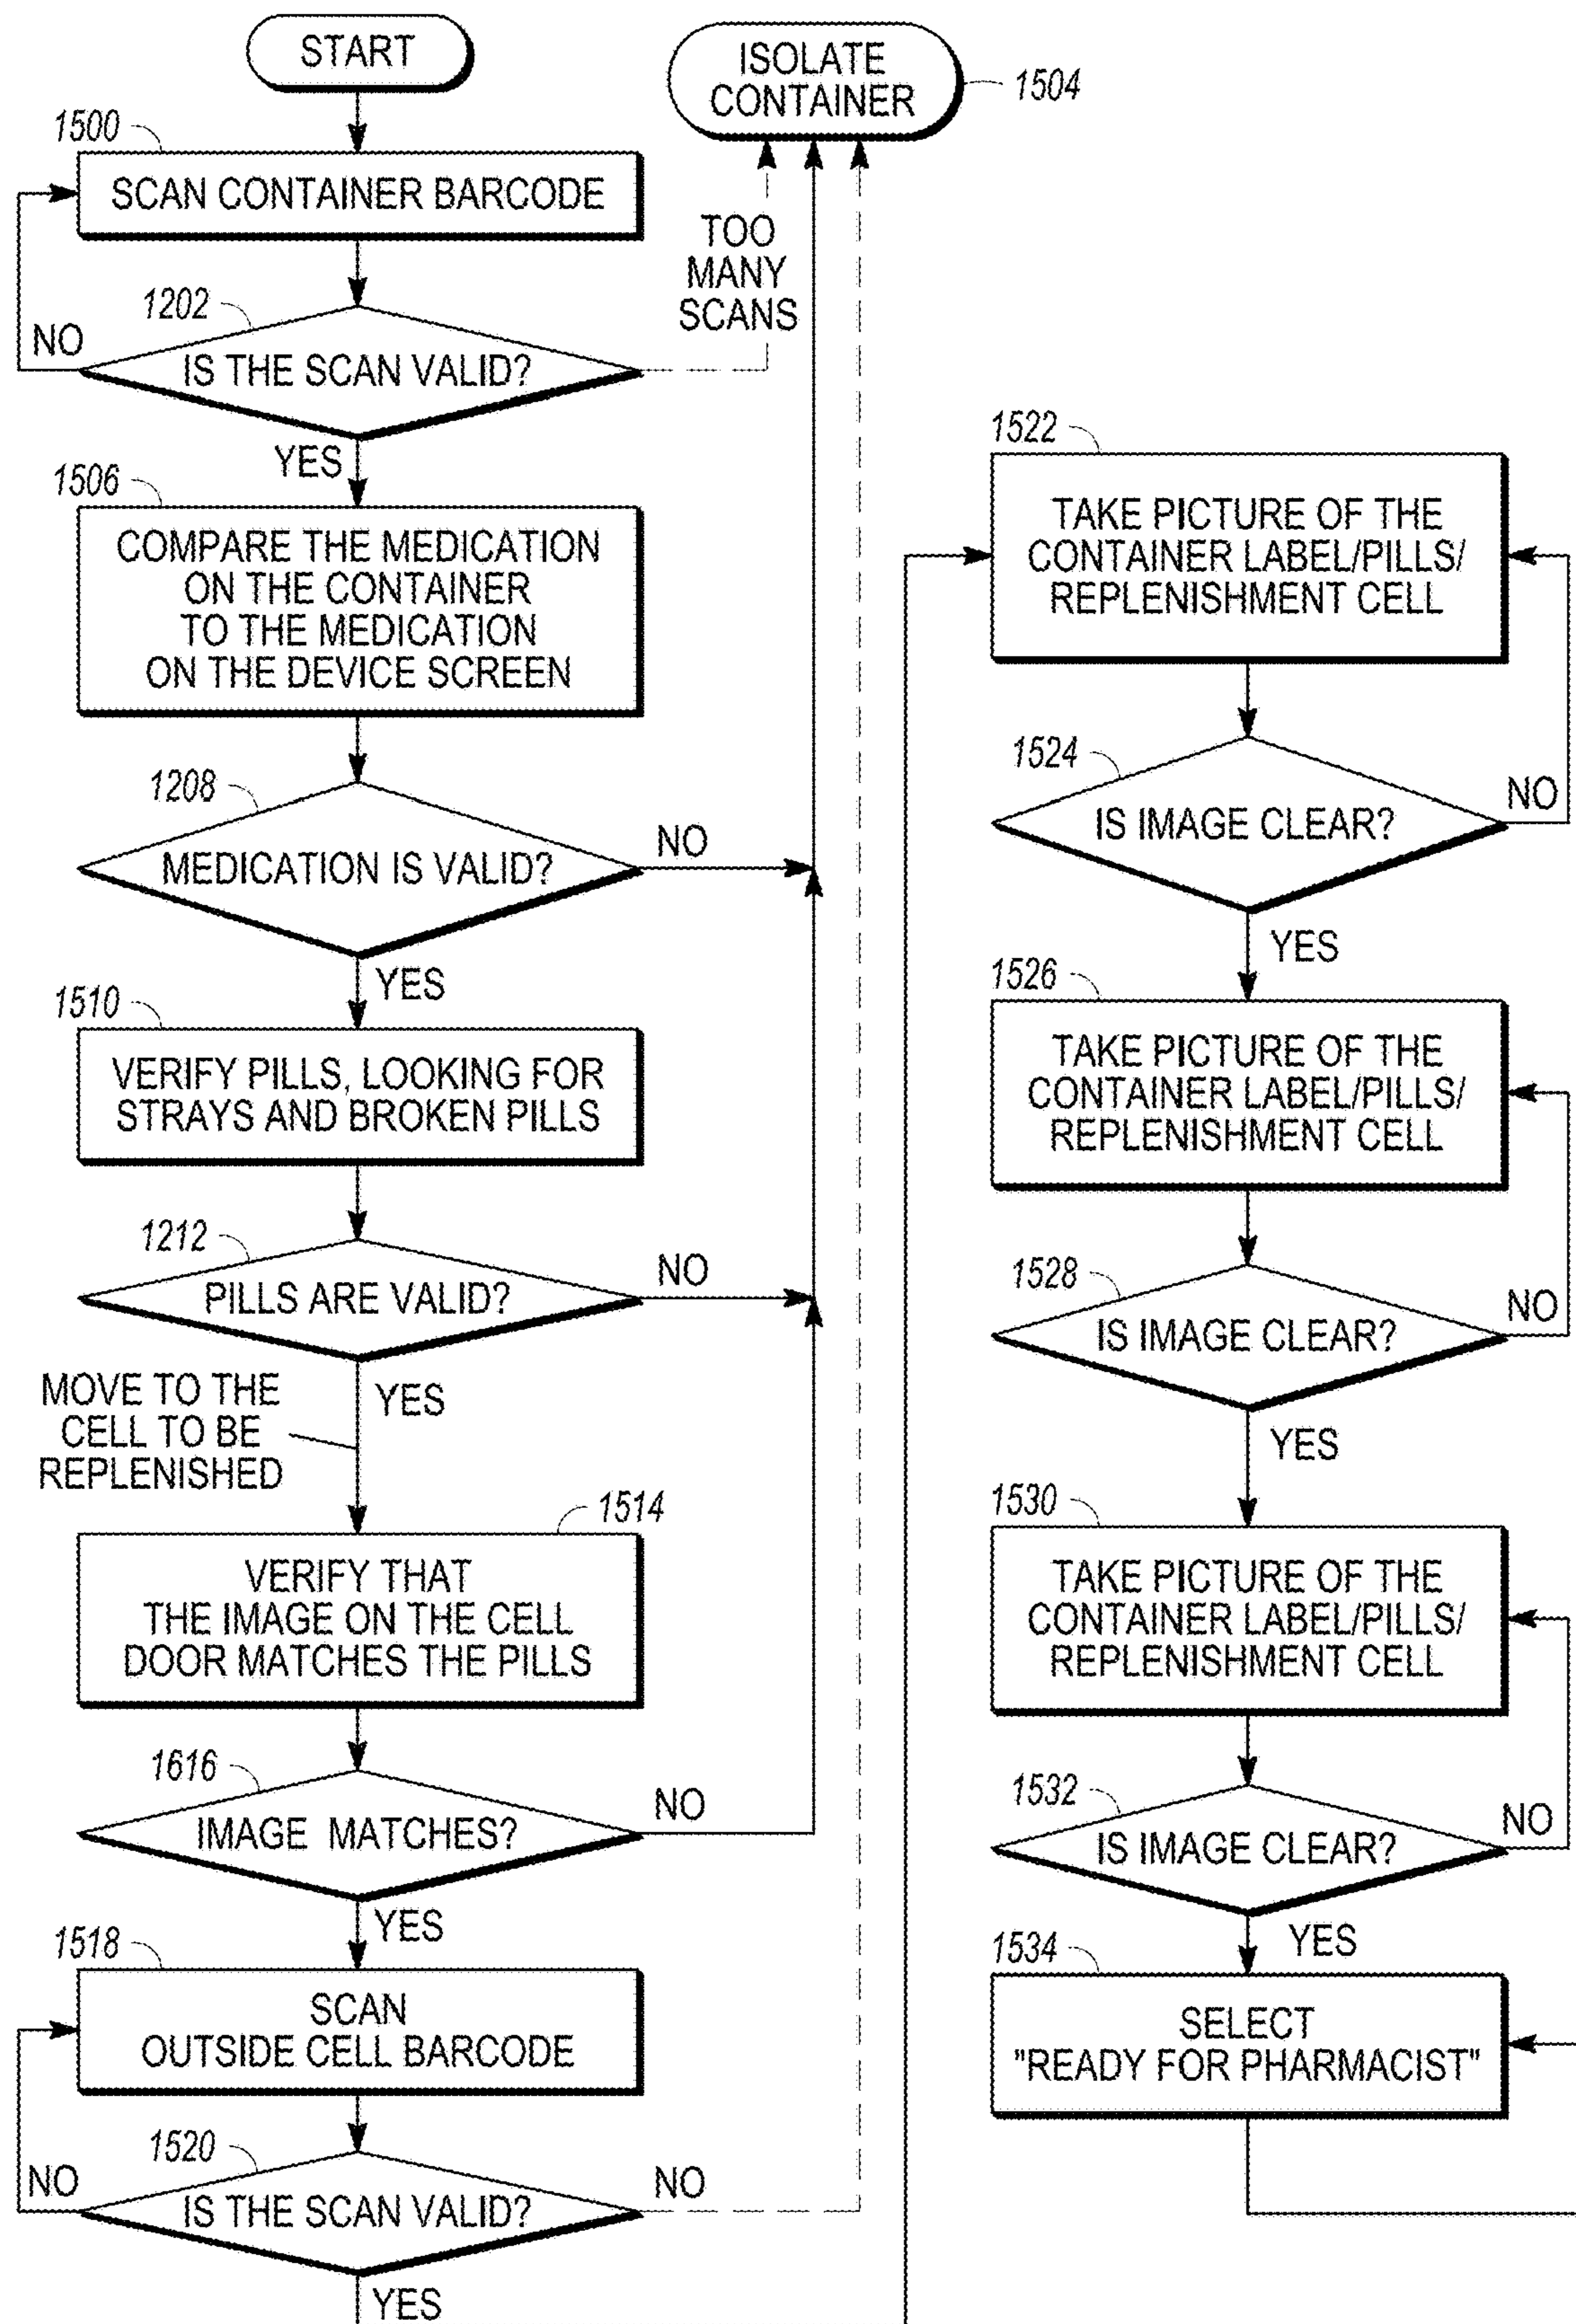 START
ISOLATE
CONTAINER
1504
1500
SCAN CONTAINER BARCODE
TOO
MANY
SCANS
1202
NO
IS THE SCAN VALID?
YES
1506
COMPARE THE MEDICATION
ON THE CONTAINER
TO THE MEDICATION
ON THE DEVICE SCREEN
1208
MEDICATION IS VALID?
NO
YES
1510
VERIFY PILLS, LOOKING FOR
STRAYS AND BROKEN PILLS
1212
PILLS ARE VALID?
NO
YES
MOVE TO THE
CELL TO BE
REPLENISHED
1514
VERIFY THAT
THE IMAGE ON THE CELL
DOOR MATCHES THE PILLS
1616
IMAGE MATCHES?
NO
YES
1518
SCAN
OUTSIDE CELL BARCODE
1520
NO
IS THE SCAN VALID?
NO
YES
1522
TAKE PICTURE OF THE
CONTAINER LABEL/PILLS/
REPLENISHMENT CELL
1524
IS IMAGE CLEAR?
NO
YES
1526
TAKE PICTURE OF THE
CONTAINER LABEL/PILLS/
REPLENISHMENT CELL
1528
IS IMAGE CLEAR?
NO
YES
1530
TAKE PICTURE OF THE
CONTAINER LABEL/PILLS/
REPLENISHMENT CELL
1532
IS IMAGE CLEAR?
NO
YES
1534
SELECT
"READY FOR PHARMACIST"